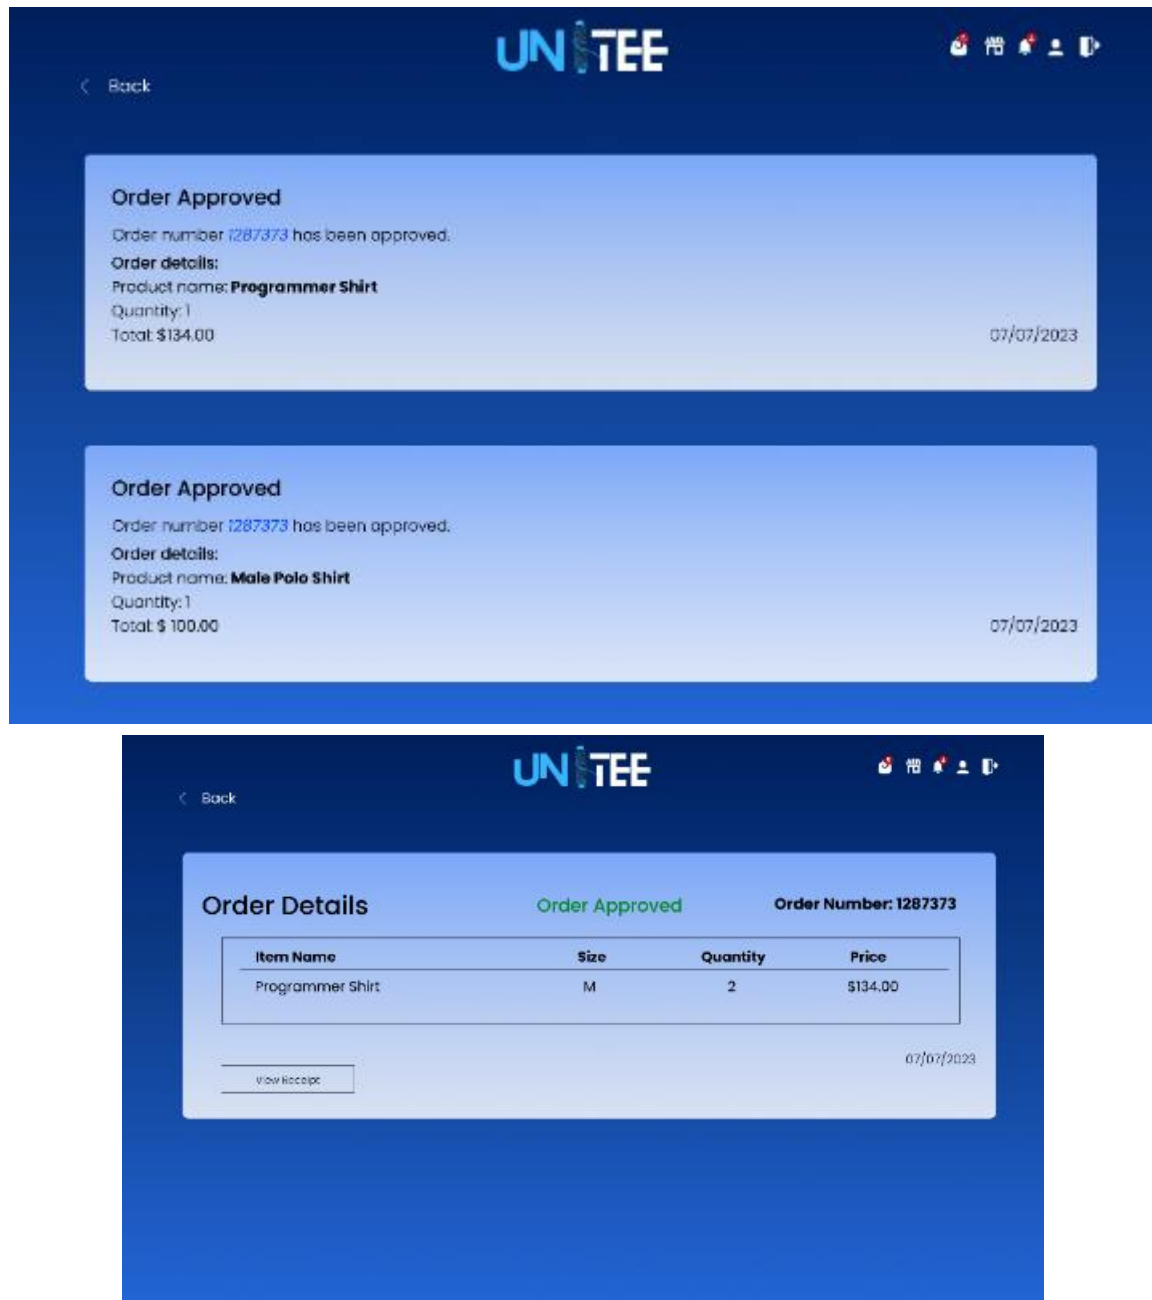 UNITEE
Back
Order Approved
Order number 1287373 has been approved.
Order details:
Product name: Programmer Shirt
Quantity: 1
Total: $134.00
07/07/2023
Order Approved
Order number 1287373 has been approved.
Order details:
Product name: Male Polo Shirt
Quantity: 1
Total: $ 100.00
07/07/2023
UNITEE
Back
Order Details Order Approved Order Number: 1287373
Item Name Size Quantity Price
Programmer Shirt M 2 $134.00
07/07/2023
View Receipt